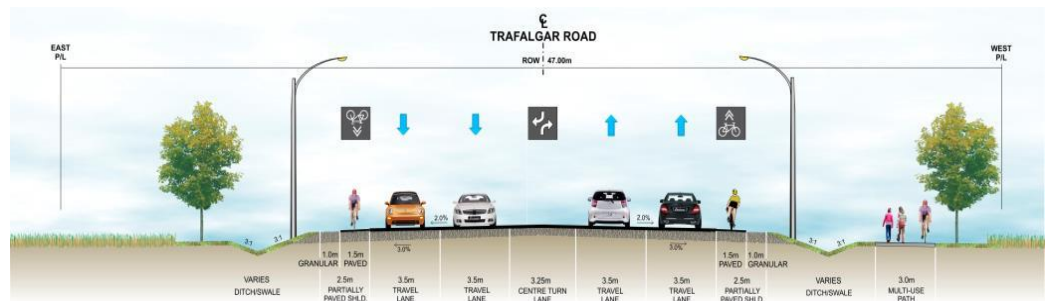 ℄
TRAFALGAR ROAD
EAST
P/L
ROW 47.00m
WEST
P/L
2.0%
2.0%
3:1
3:1
3.0%
3.0%
3:1
3:1
1.0m
GRANULAR
1.5m
PAVED
1.5m
PAVED
1.0m
GRANULAR
VARIES
DITCH/SWALE
2.5m
PARTIALLY
PAVED SHLD.
3.5m
TRAVEL
LANE
3.5m
TRAVEL
LANE
3.25m
CENTRE TURN
LANE
3.5m
TRAVEL
LANE
3.5m
TRAVEL
LANE
2.5m
PARTIALLY
PAVED SHLD.
VARIES
DITCH/SWALE
3.0m
MULTI-USE
PATH